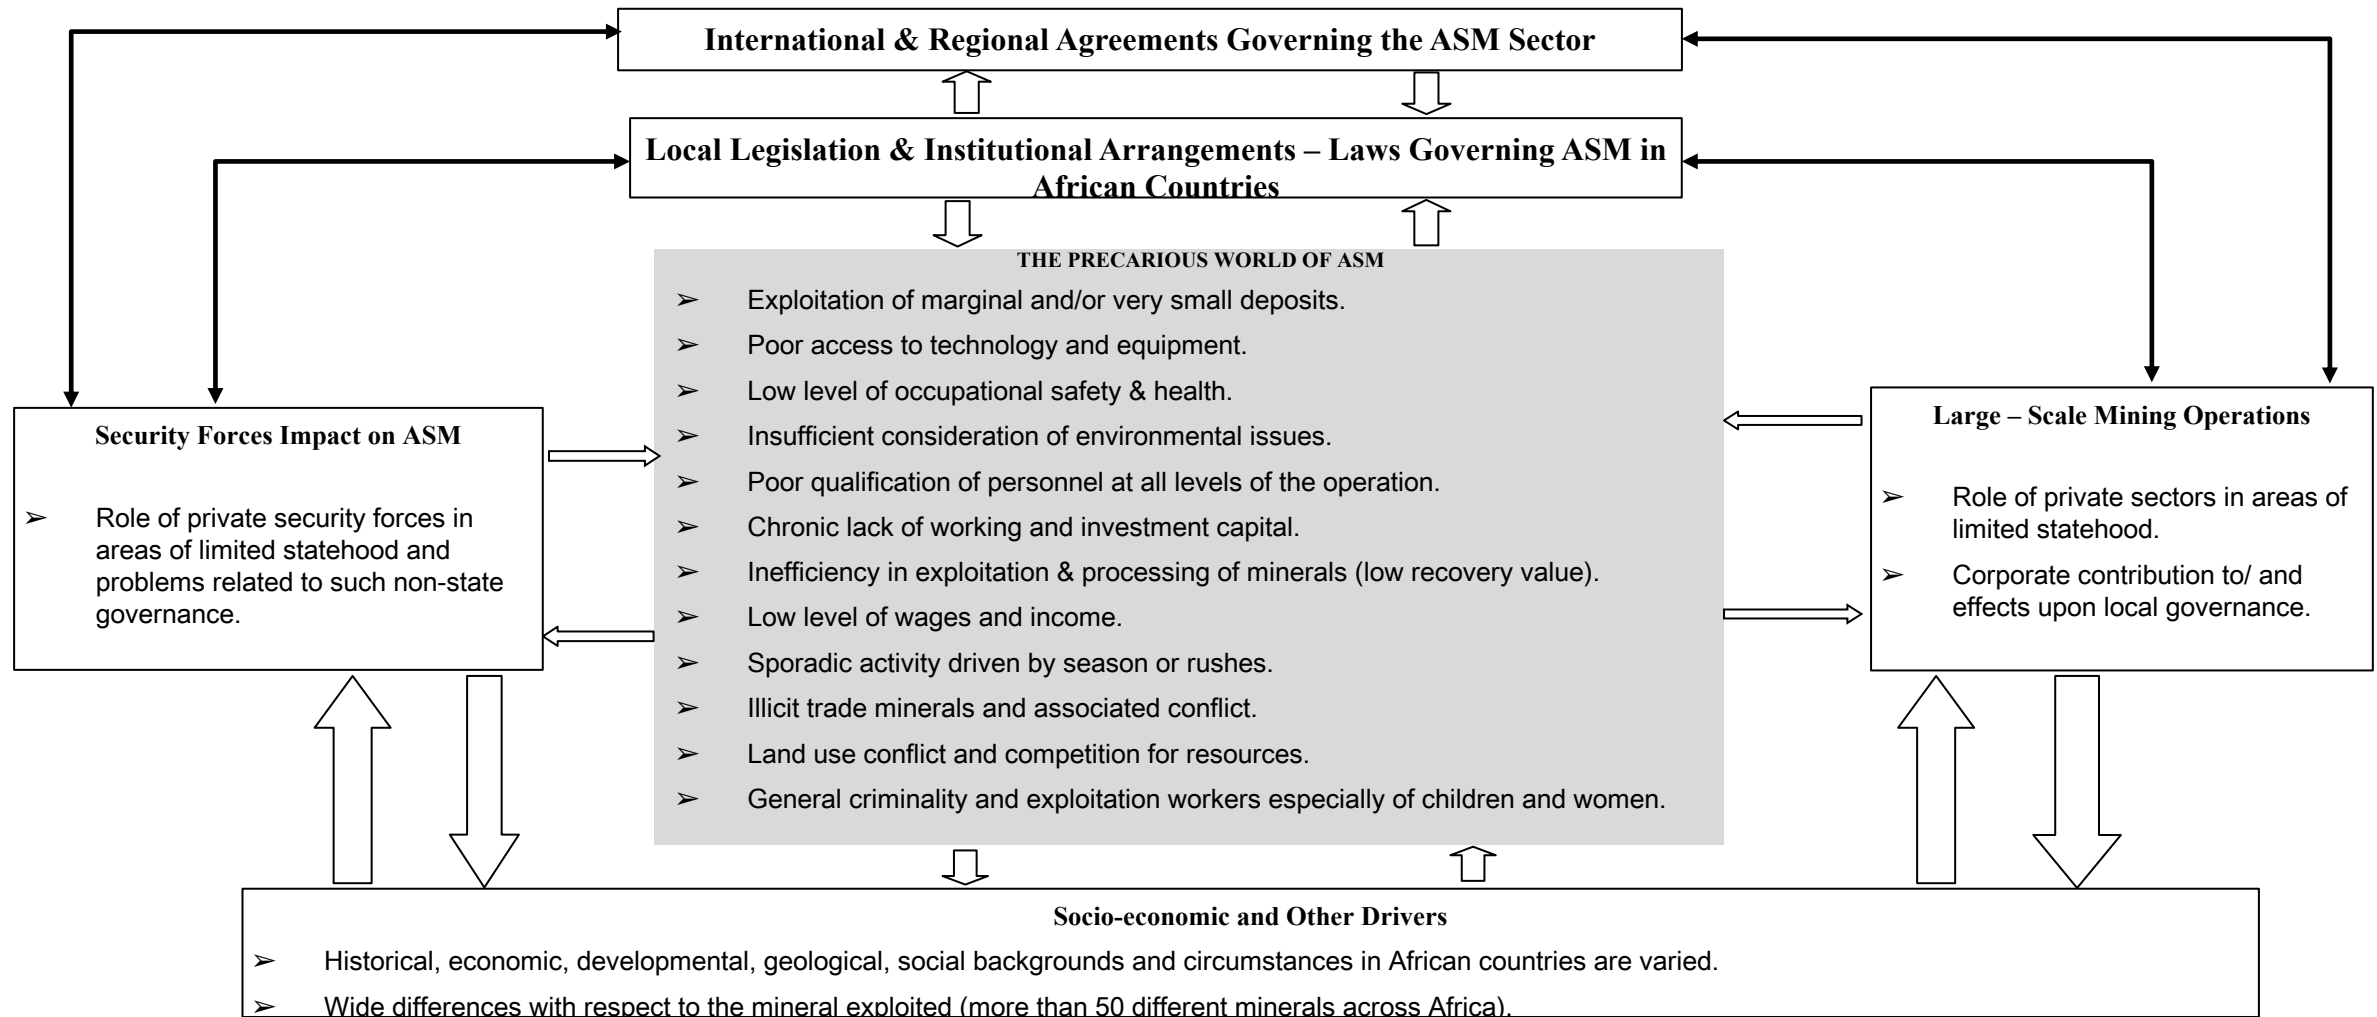 International & Regional Agreements Governing the ASM Sector
Local Legislation & Institutional Arrangements – Laws Governing ASM in
African Countries
THE PRECARIOUS WORLD OF ASM
➢ Exploitation of marginal and/or very small deposits.
➢ Poor access to technology and equipment.
➢ Low level of occupational safety & health.
➢ Insufficient consideration of environmental issues.
➢ Poor qualification of personnel at all levels of the operation.
➢ Chronic lack of working and investment capital.
➢ Inefficiency in exploitation & processing of minerals (low recovery value).
➢ Low level of wages and income.
➢ Sporadic activity driven by season or rushes.
➢ Illicit trade minerals and associated conflict.
➢ Land use conflict and competition for resources.
➢ General criminality and exploitation workers especially of children and women.
Security Forces Impact on ASM
➢ Role of private security forces in
areas of limited statehood and
problems related to such non-state
governance.
Large – Scale Mining Operations
➢ Role of private sectors in areas of
limited statehood.
➢ Corporate contribution to/ and
effects upon local governance.
Socio-economic and Other Drivers
➢ Historical, economic, developmental, geological, social backgrounds and circumstances in African countries are varied.
➢ Wide differences with respect to the mineral exploited (more than 50 different minerals across Africa).